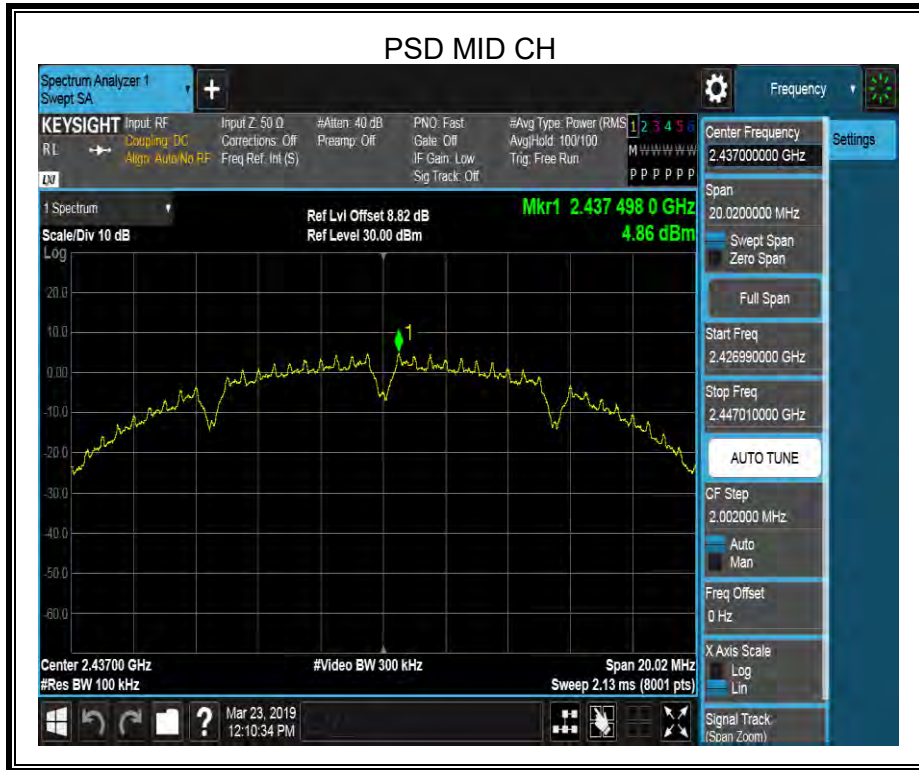 PSD MID CH
Spectrum Analyzer 1
Swept SA
+
Frequency
KEYSIGHT
RL
LXI
Input: RF
Coupling: DC
Align: Auto/No RF
Input Z: 50 Ω
Corrections: Off
Freq Ref: Int (S)
#Atten: 40 dB
Preamp: Off
PNO: Fast
Gate: Off
IF Gain: Low
Sig Track: Off
#Avg Type: Power (RMS
Avg|Hold: 100/100
Trig: Free Run
1 2 3 4 5 6
M W W W W W
P P P P P P
Settings
1 Spectrum
Scale/Div 10 dB
Log
Ref Lvl Offset 8.82 dB
Ref Level 30.00 dBm
Mkr1 2.437 498 0 GHz
4.86 dBm
20.0
10.0
0.00
-10.0
-20.0
-30.0
-40.0
-50.0
-60.0
1
Center 2.43700 GHz
#Res BW 100 kHz
#Video BW 300 kHz
Span 20.02 MHz
Sweep 2.13 ms (8001 pts)
Center Frequency
2.437000000 GHz
Span
20.0200000 MHz
Swept Span
Zero Span
Full Span
Start Freq
2.426990000 GHz
Stop Freq
2.447010000 GHz
AUTO TUNE
CF Step
2.002000 MHz
Auto
Man
Freq Offset
0 Hz
X Axis Scale
Log
Lin
Signal Track
(Span Zoom)
?
Mar 23, 2019
12:10:34 PM